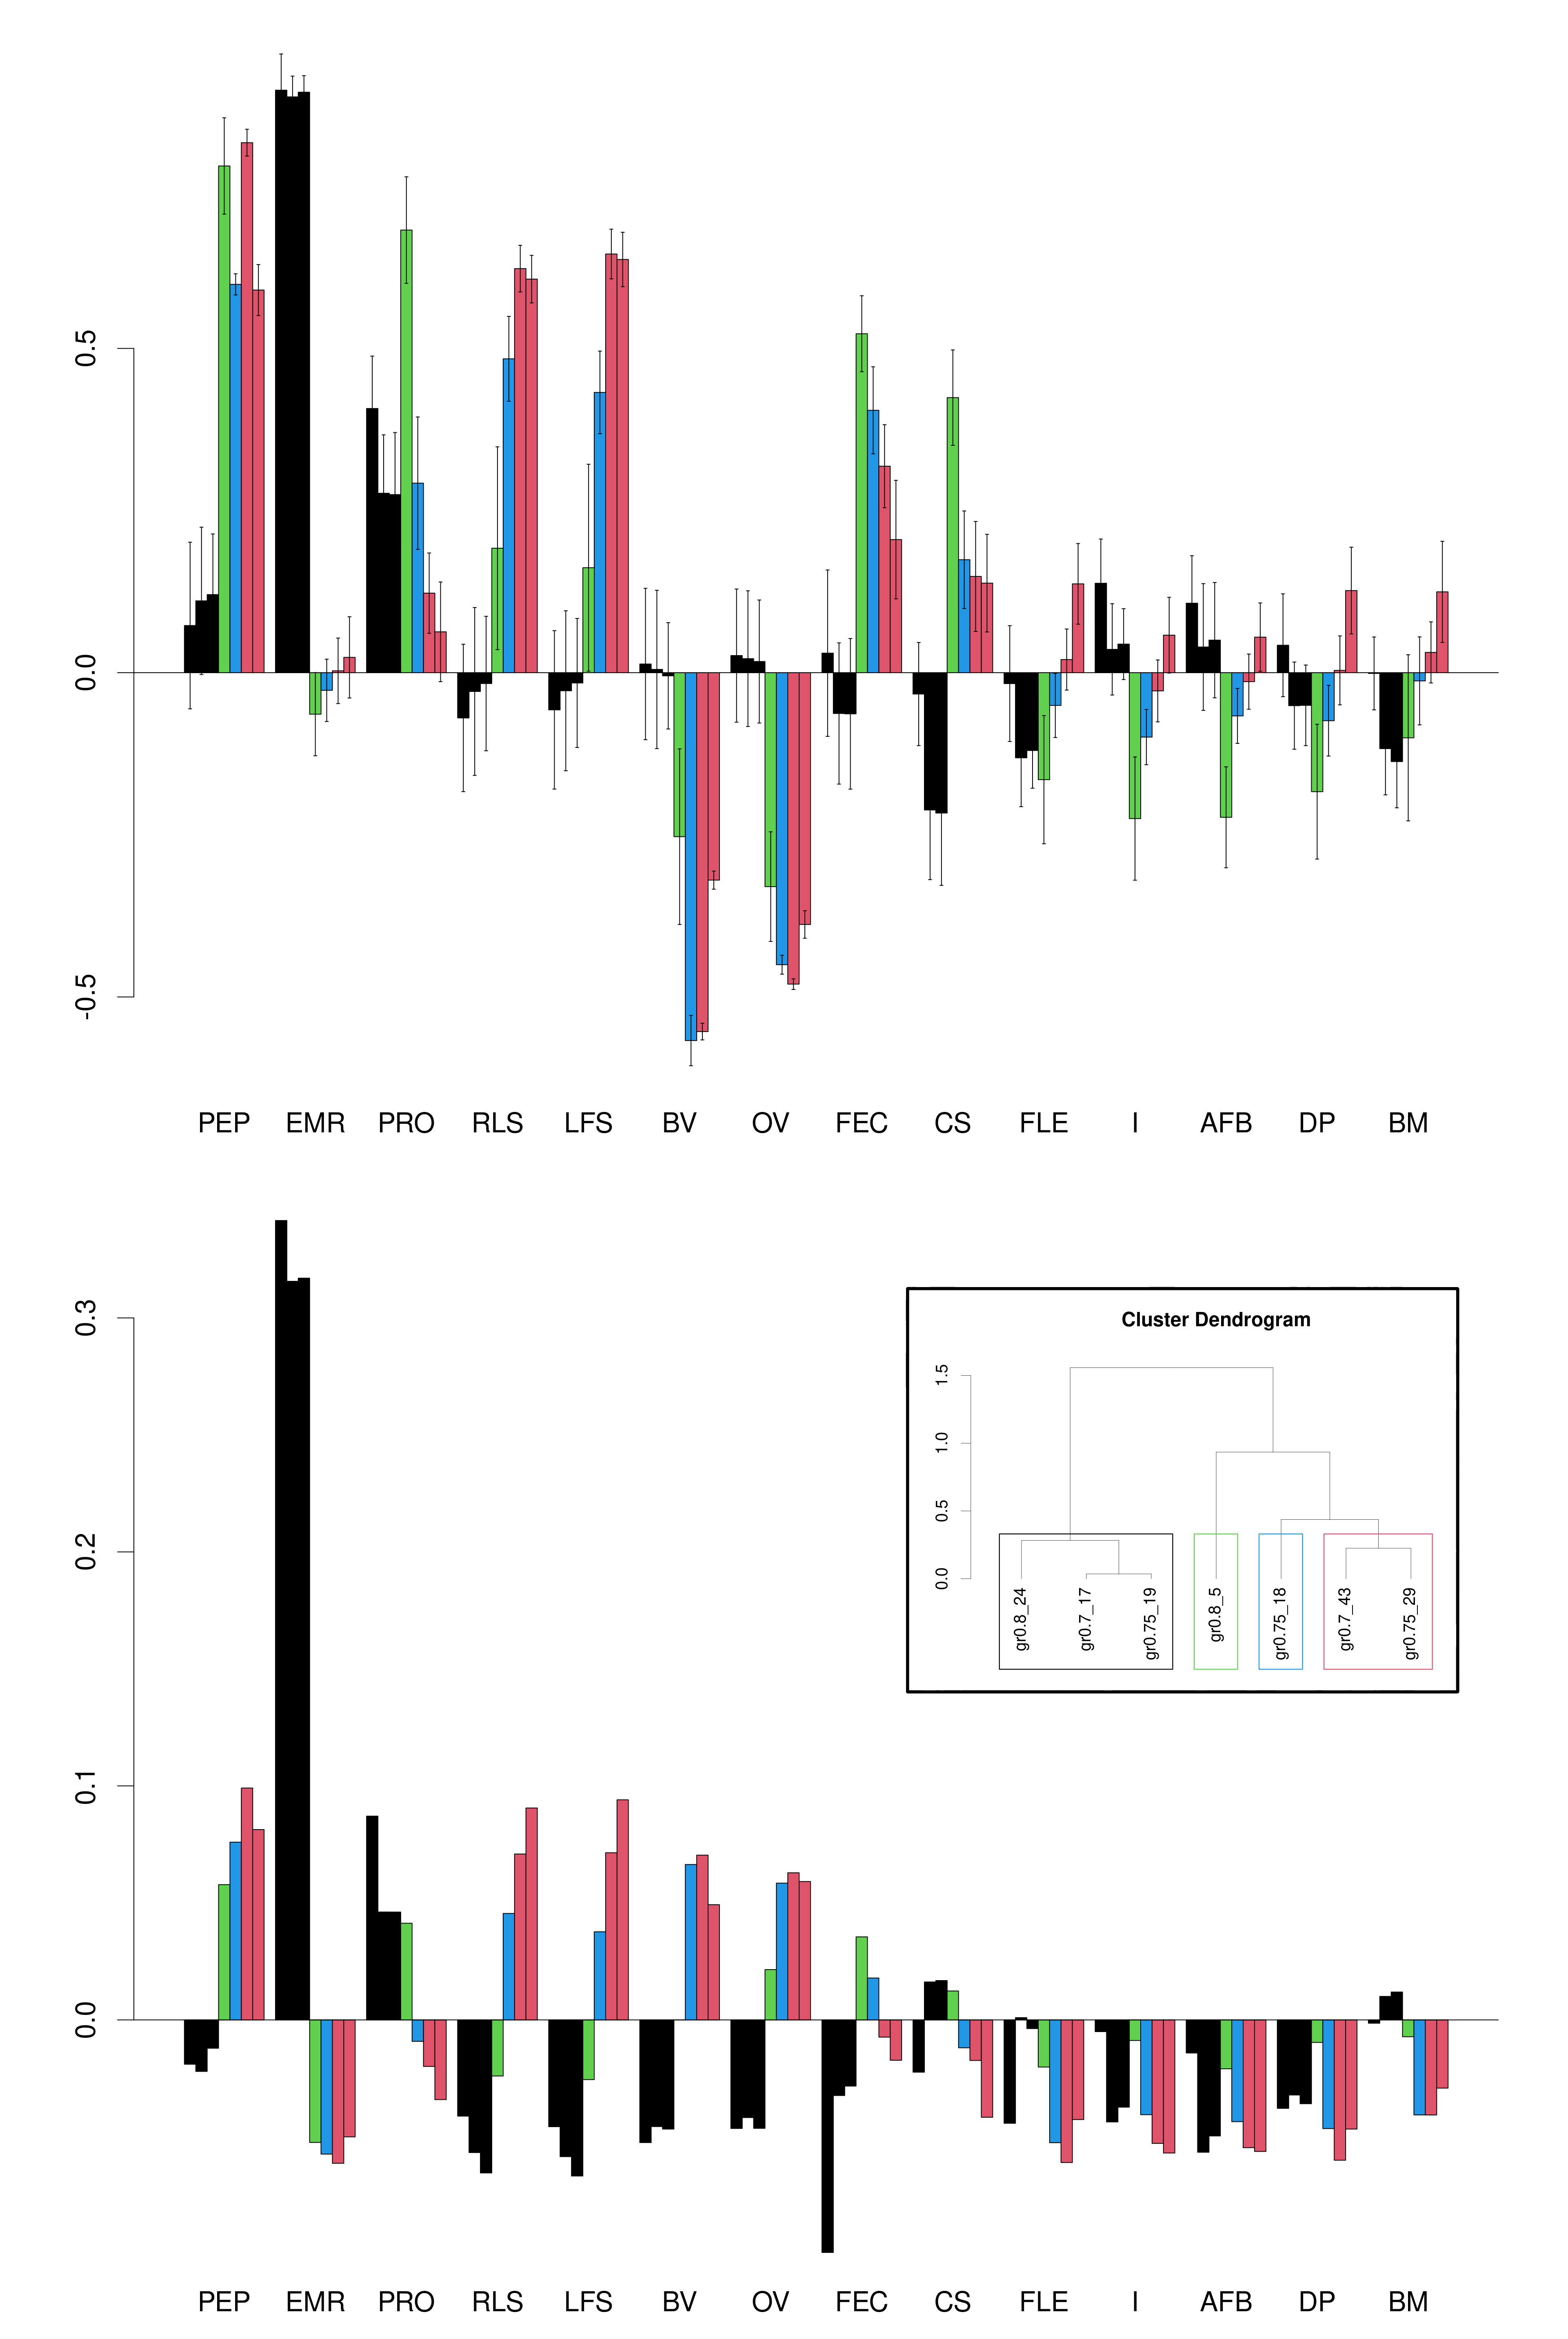 0.5
0.0
-0.5
PEP EMR PRO RLS LFS BV OV FEC CS FLE I AFB DP BM
0.3
0.2
0.1
0.0
Cluster Dendrogram
1.5
1.0
0.5
0.0
gr0.8_24
gr0.7_17
gr0.75_19
gr0.8_5
gr0.75_18
gr0.7_43
gr0.75_29
PEP EMR PRO RLS LFS BV OV FEC CS FLE I AFB DP BM